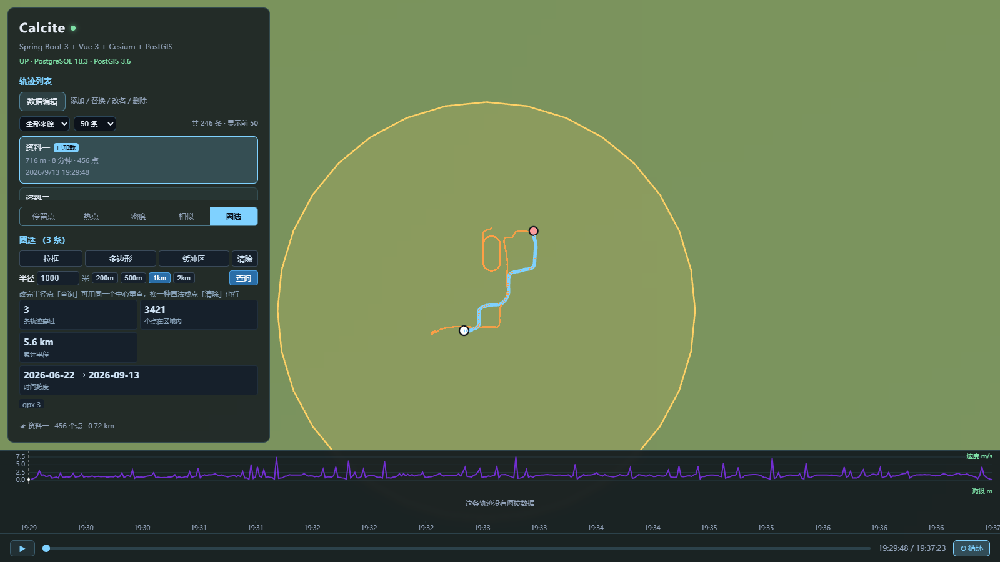 Calcite
Spring Boot 3 + Vue 3 + Cesium + PostGIS
UP · PostgreSQL 18.3 · PostGIS 3.6
轨迹列表
数据编辑 添加 / 替换 / 改名 / 删除
全部来源 50 条 共 246 条 · 显示前 50
资料一 已加载
716 m · 8 分钟 · 456 点
2026/9/13 19:29:48
资料二
停留点 热点 密度 相似 圈选
圈选 (3 条)
拉框 多边形 缓冲区 清除
半径 1000 米 200m 500m 1km 2km 查询
改完半径点「查询」可用同一个中心重查；换一种画法或点「清除」也行
3 3421
条轨迹穿过 个点在区域内
5.6 km
累计里程
2026-06-22 → 2026-09-13
时间跨度
gpx 3
资料一 · 456 个点 · 0.72 km
速度 m/s
7.5
5.0
2.5
0.0
海拔 m
这条轨迹没有海拔数据
19:29 19:30 19:30 19:31 19:31 19:32 19:32 19:32 19:33 19:33 19:34 19:34 19:35 19:35 19:36 19:36 19:36 19:37
19:29:48 / 19:37:23 ↻ 循环